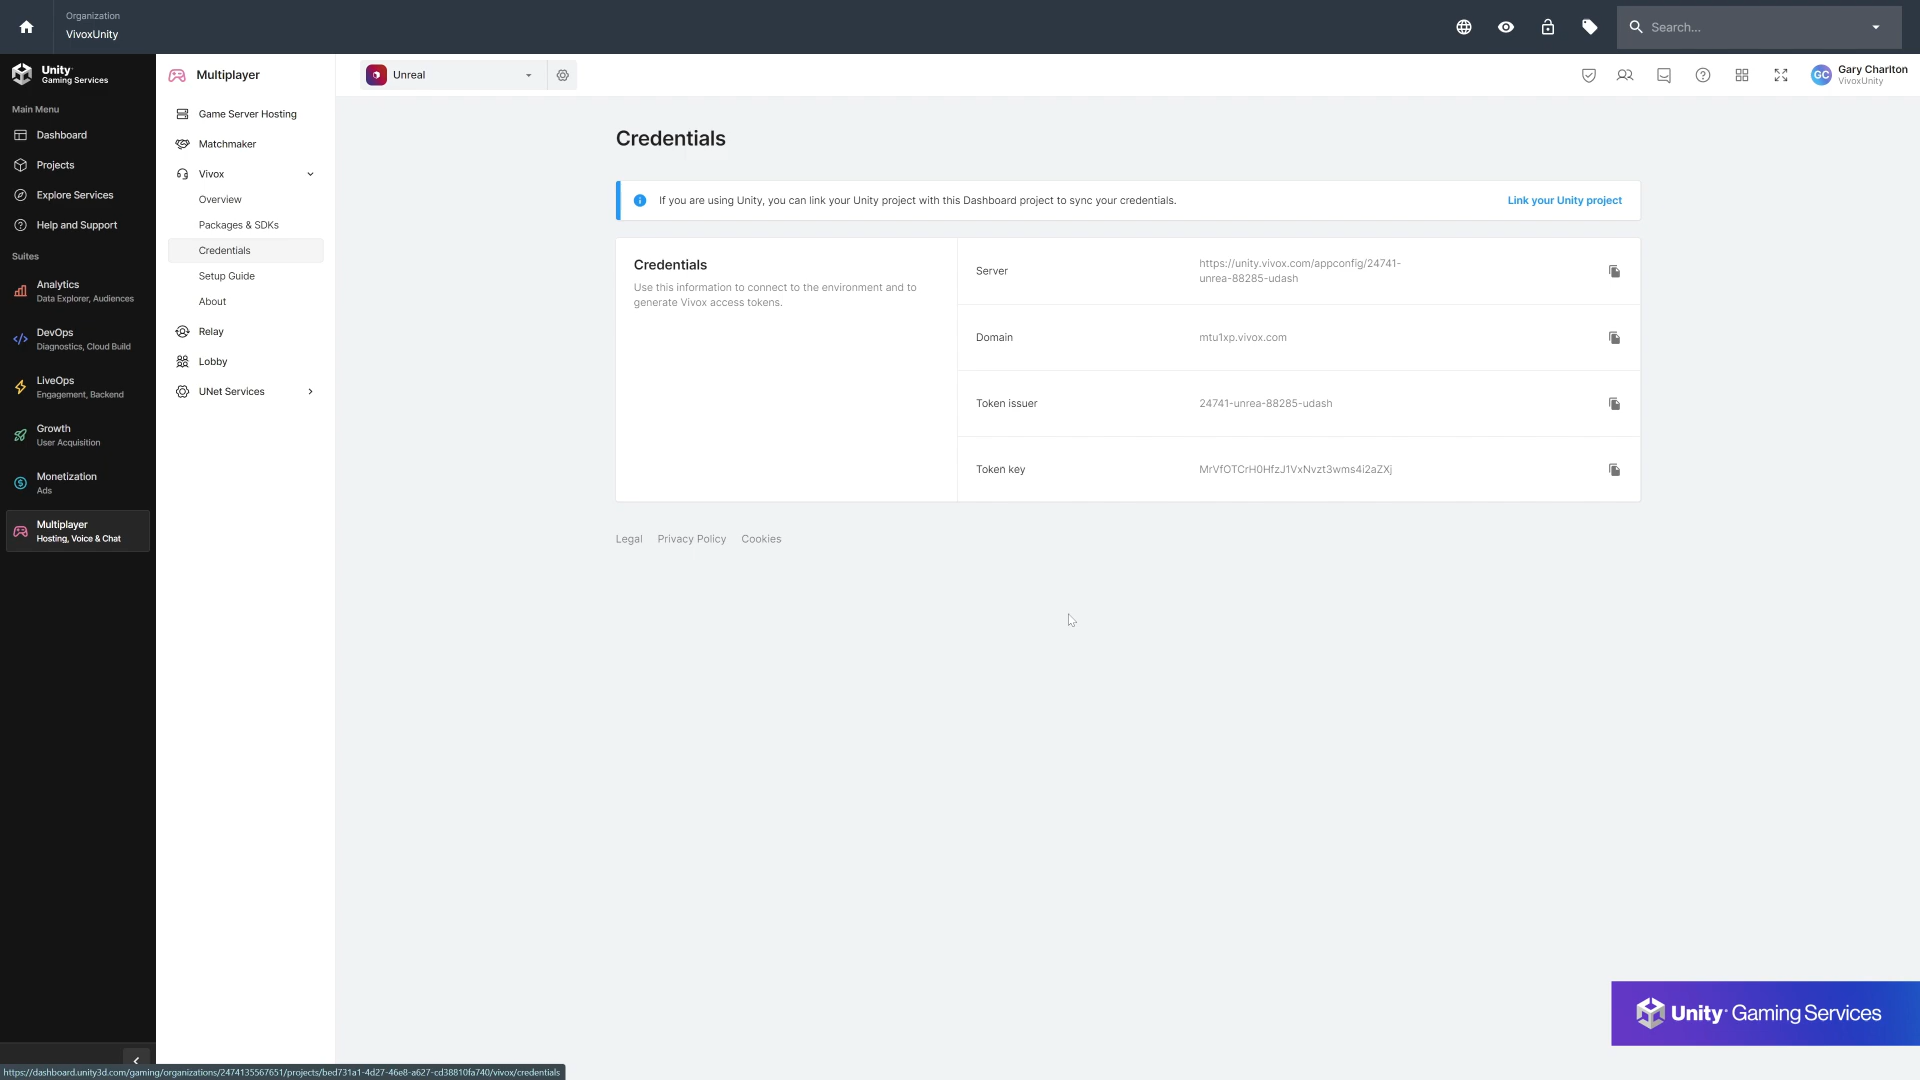 Organization
VivoxUnity
Search...
Unity
Gaming Services
Main Menu
Dashboard
Projects
Explore Services
Help and Support
Suites
Analytics
Data Explorer, Audiences
DevOps
Diagnostics, Cloud Build
LiveOps
Engagement, Backend
Growth
User Acquisition
Monetization
Ads
Multiplayer
Hosting, Voice & Chat
Multiplayer
Game Server Hosting
Matchmaker
Vivox
Overview
Packages & SDKs
Credentials
Setup Guide
About
Relay
Lobby
UNet Services
Unreal
GC
Gary Charlton
VivoxUnity
Credentials
If you are using Unity, you can link your Unity project with this Dashboard project to sync your credentials.
Link your Unity project
Credentials
Use this information to connect to the environment and to
generate Vivox access tokens.
Server
https://unity.vivox.com/appconfig/24741-
unrea-88285-udash
Domain
mtu1xp.vivox.com
Token issuer
24741-unrea-88285-udash
Token key
MrVfOTCrH0HfzJ1VxNvzt3wms4i2aZXj
Legal Privacy Policy Cookies
Unity Gaming Services
https://dashboard.unity3d.com/gaming/organizations/2474135567651/projects/bed731a1-4d27-46e8-a627-cd38810fa740/vivox/credentials